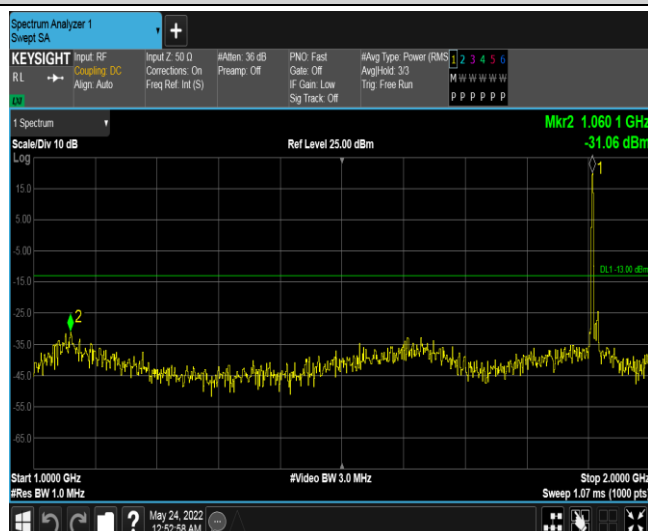 Spectrum Analyzer 1
Swept SA
+
KEYSIGHT
RL
Input: RF
Coupling: DC
Align: Auto
Input Z: 50 Ω
Corrections: On
Freq Ref: Int (S)
#Atten: 36 dB
Preamp: Off
PNO: Fast
Gate: Off
IF Gain: Low
Sig Track: Off
#Avg Type: Power (RMS
Avg|Hold: 3/3
Trig: Free Run
1 2 3 4 5 6
M W W W W W
P P P P P P
1 Spectrum
Scale/Div 10 dB
Ref Level 25.00 dBm
Mkr2 1.060 1 GHz
-31.06 dBm
Log
1
15.0
5.00
-5.00
DL1 -13.00 dBm
-15.0
-25.0
2
-35.0
-45.0
-55.0
-65.0
Start 1.0000 GHz
#Video BW 3.0 MHz
Stop 2.0000 GHz
#Res BW 1.0 MHz
Sweep 1.07 ms (1000 pts)
?
May 24, 2022
12:52:58 AM